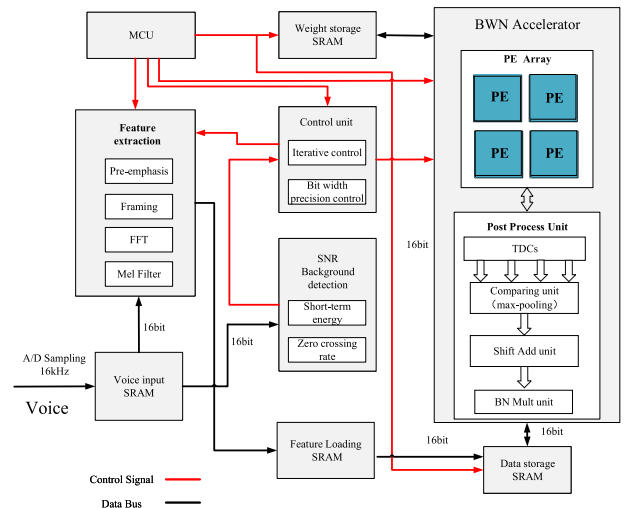 MCU
Weight storage
SRAM
BWN Accelerator
PE Array
PE
PE
PE
PE
Feature
extraction
Pre-emphasis
Framing
FFT
Mel Filter
Control unit
Iterative control
Bit width
precision control
16bit
SNR
Background
detection
Short-term
energy
Zero crossing
rate
Post Process Unit
TDCs
Comparing unit
(max-pooling)
Shift Add unit
BN Mult unit
16bit
16bit
A/D Sampling
16kHz
Voice
Voice input
SRAM
Feature Loading
SRAM
16bit
16bit
Data storage
SRAM
Control Signal
Data Bus